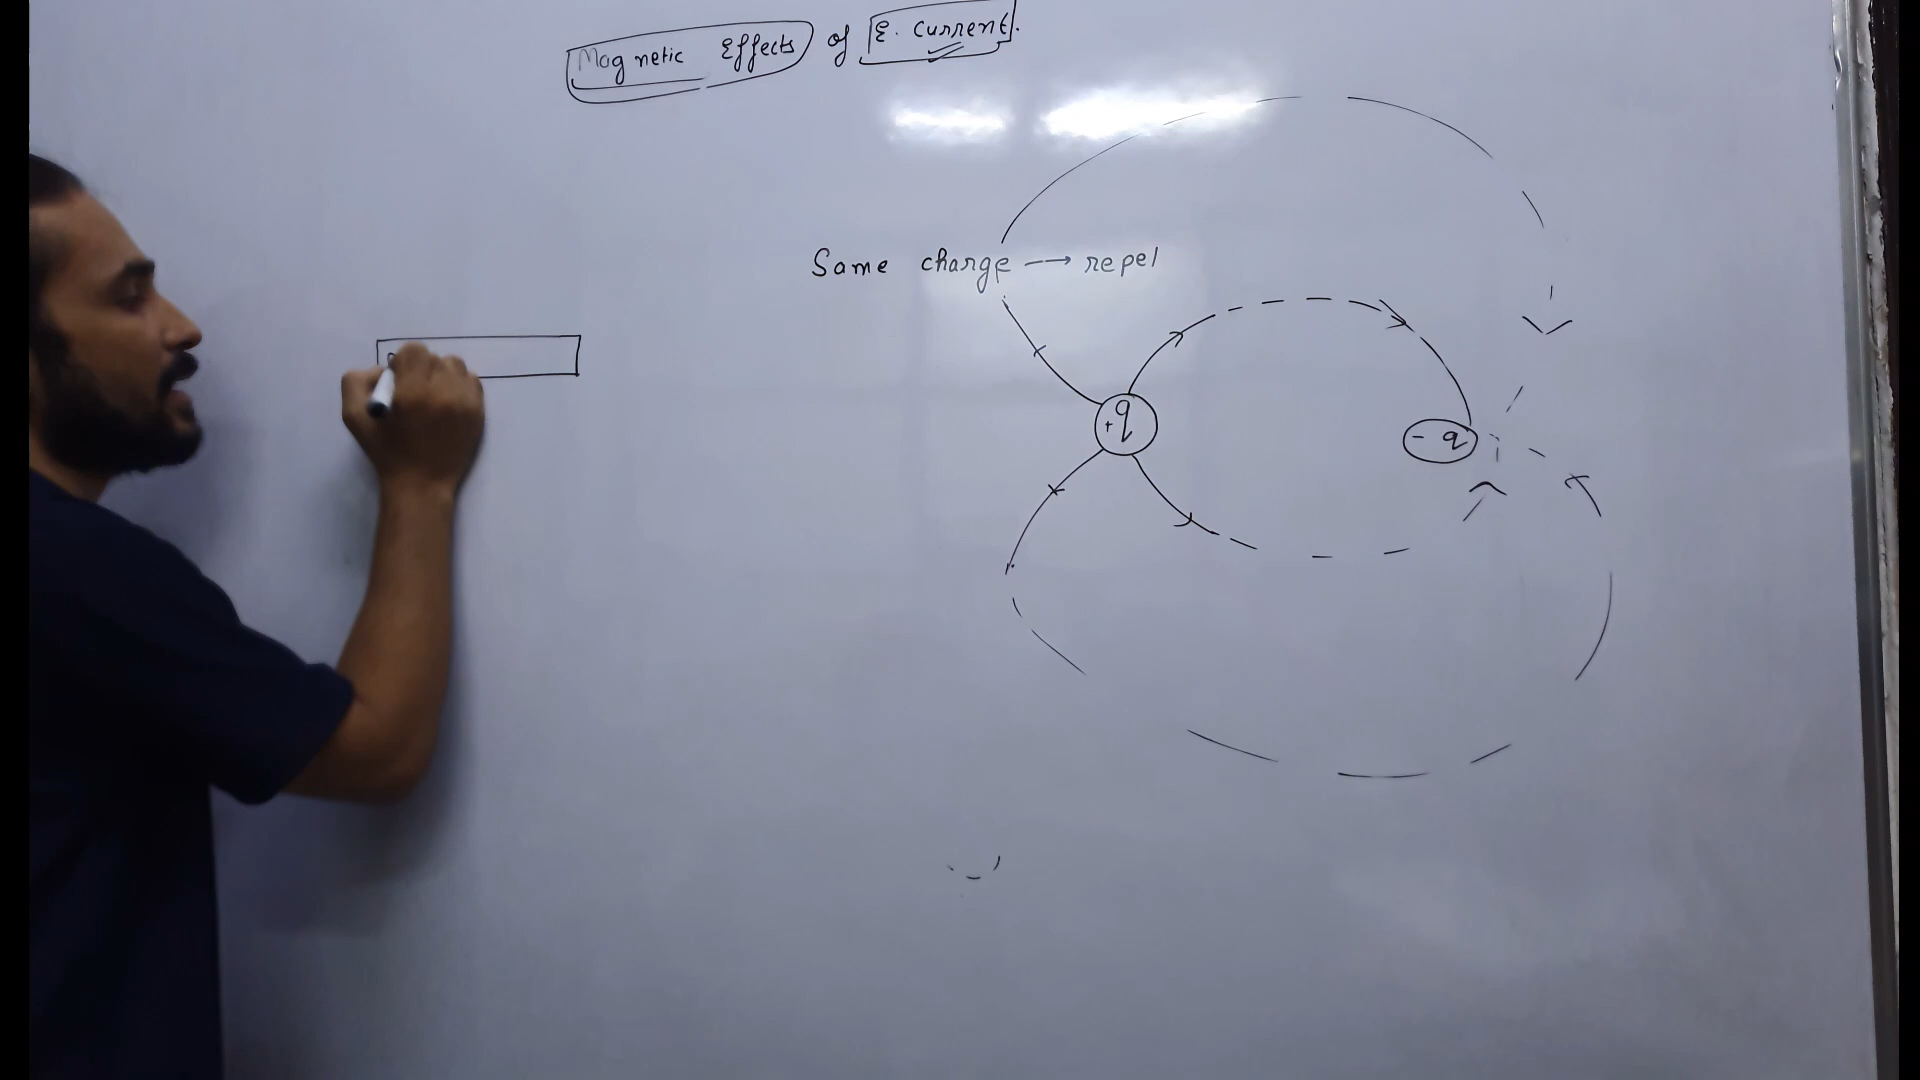 Magnetic Effects of E. Current.
Same charge → repel
+q
- q